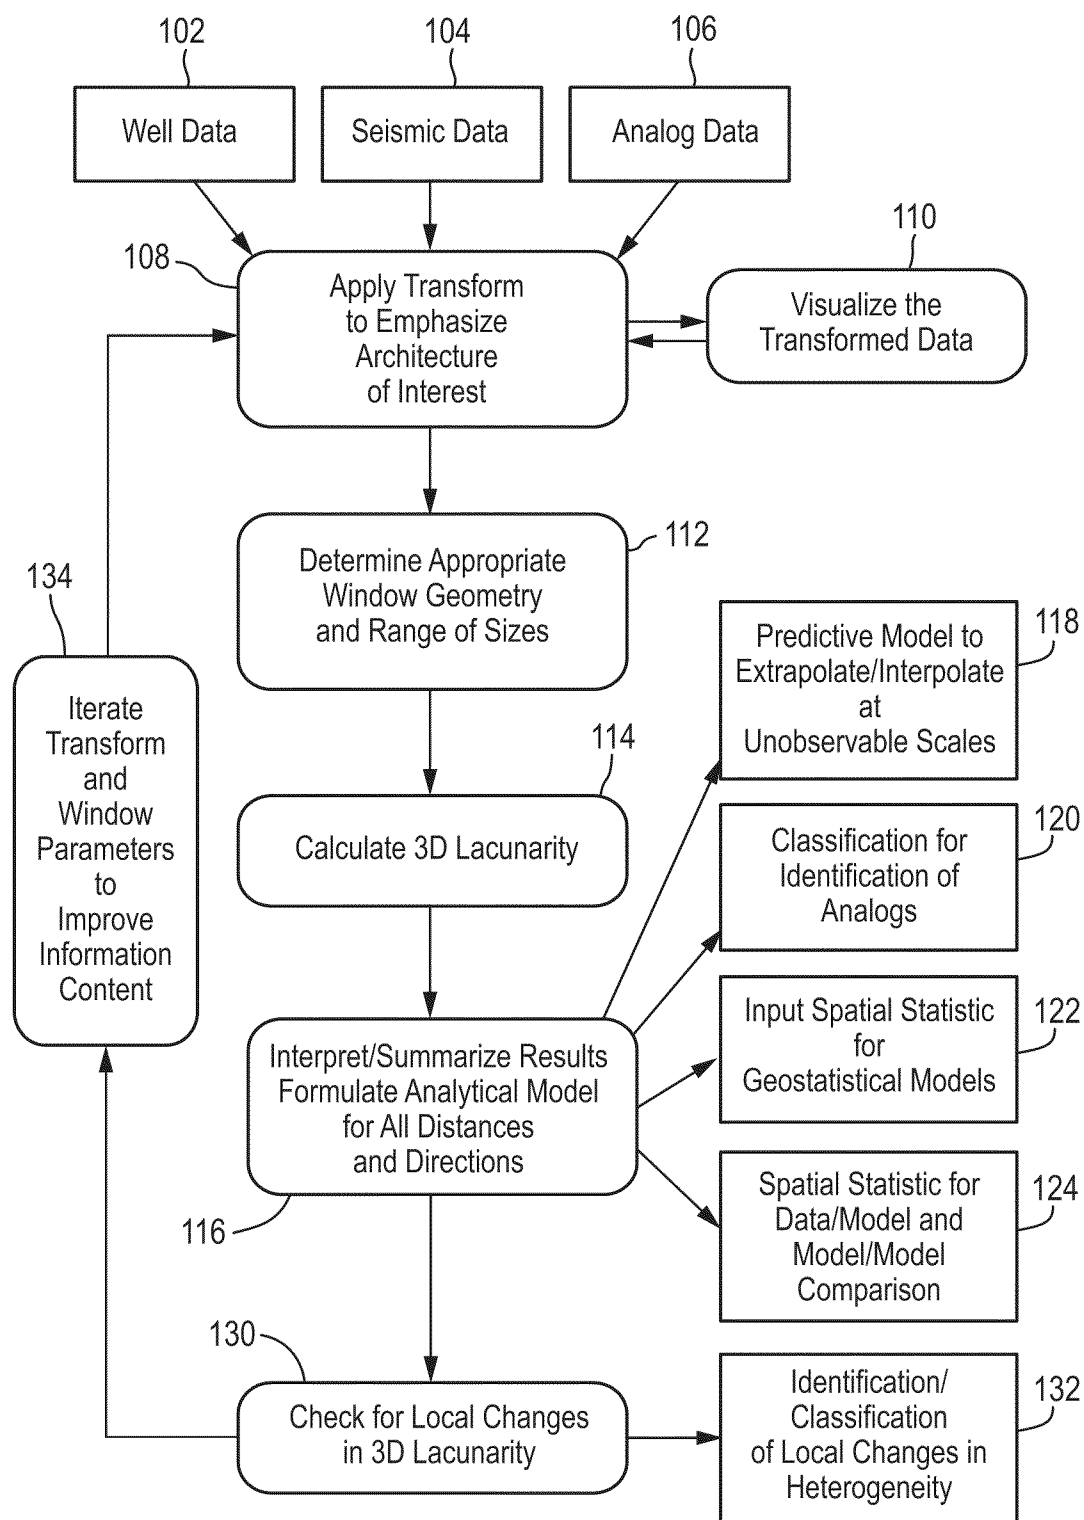 102
104
106
Well Data
Seismic Data
Analog Data
108
Apply Transform
to Emphasize
Architecture
of Interest
110
Visualize the
Transformed Data
112
Determine Appropriate
Window Geometry
and Range of Sizes
134
Iterate
Transform
and
Window
Parameters
to
Improve
Information
Content
114
Calculate 3D Lacunarity
Interpret/Summarize Results
Formulate Analytical Model
for All Distances
and Directions
116
Predictive Model to
Extrapolate/Interpolate
at
Unobservable Scales
118
Classification for
Identification of
Analogs
120
Input Spatial Statistic
for
Geostatistical Models
122
Spatial Statistic for
Data/Model and
Model/Model
Comparison
124
130
Check for Local Changes
in 3D Lacunarity
Identification/
Classification
of Local Changes in
Heterogeneity
132